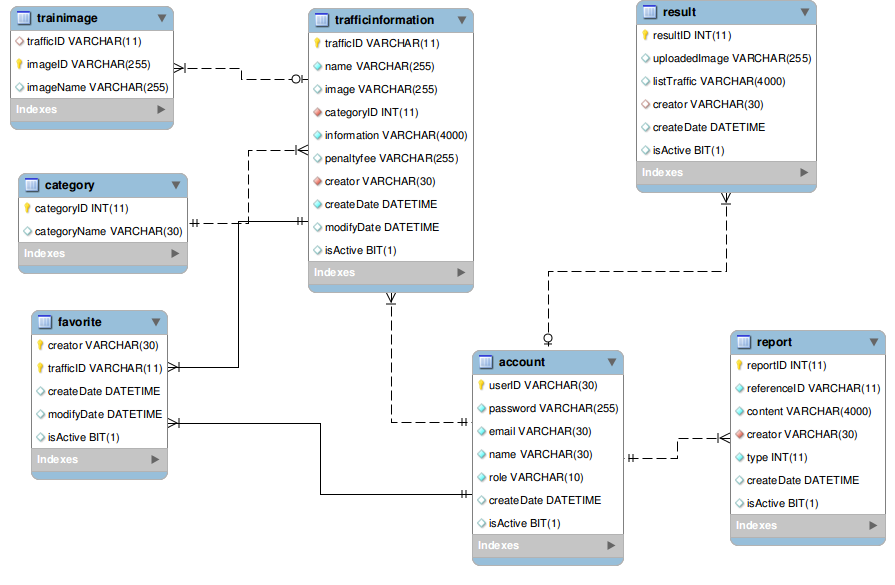 trainimage
trafficID VARCHAR(11)
imageID VARCHAR(255)
imageName VARCHAR(255)
Indexes
trafficinformation
trafficID VARCHAR(11)
name VARCHAR(255)
image VARCHAR(255)
categoryID INT(11)
information VARCHAR(4000)
penaltyfee VARCHAR(255)
creator VARCHAR(30)
createDate DATETIME
modifyDate DATETIME
isActive BIT(1)
Indexes
result
resultID INT(11)
uploadedImage VARCHAR(255)
listTraffic VARCHAR(4000)
creator VARCHAR(30)
createDate DATETIME
isActive BIT(1)
Indexes
category
categoryID INT(11)
categoryName VARCHAR(30)
Indexes
favorite
creator VARCHAR(30)
trafficID VARCHAR(11)
createDate DATETIME
modifyDate DATETIME
isActive BIT(1)
Indexes
account
userID VARCHAR(30)
password VARCHAR(255)
email VARCHAR(30)
name VARCHAR(30)
role VARCHAR(10)
createDate DATETIME
isActive BIT(1)
Indexes
report
reportID INT(11)
referenceID VARCHAR(11)
content VARCHAR(4000)
creator VARCHAR(30)
type INT(11)
createDate DATETIME
isActive BIT(1)
Indexes